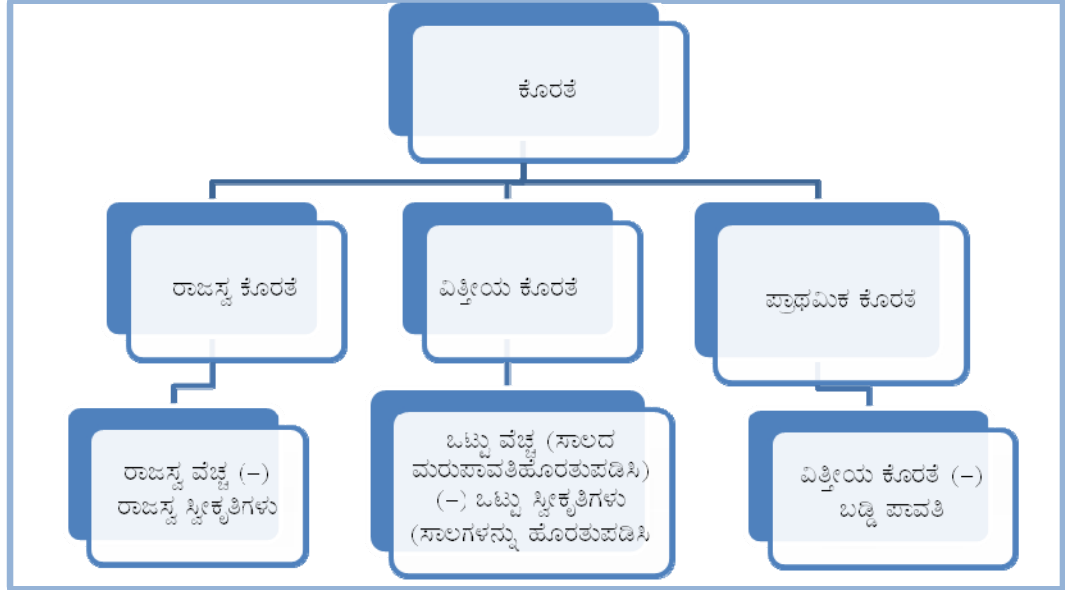 ಕೊರತೆ
ರಾಜಸ್ವ ಕೊರತೆ
ವಿತ್ತೀಯ ಕೊರತೆ
ಪ್ರಾಥಮಿಕ ಕೊರತೆ
ರಾಜಸ್ವ ವೆಚ್ಚ (–)
ರಾಜಸ್ವ ಸ್ವೀಕೃತಿಗಳು
ಒಟ್ಟು ವೆಚ್ಚ (ಸಾಲದ
ಮರುಪಾವತಿಹೊರತುಪಡಿಸಿ)
(–) ಒಟ್ಟು ಸ್ವೀಕೃತಿಗಳು
(ಸಾಲಗಳನ್ನು ಹೊರತುಪಡಿಸಿ
ವಿತ್ತೀಯ ಕೊರತೆ (–)
ಬಡ್ಡಿ ಪಾವತಿ